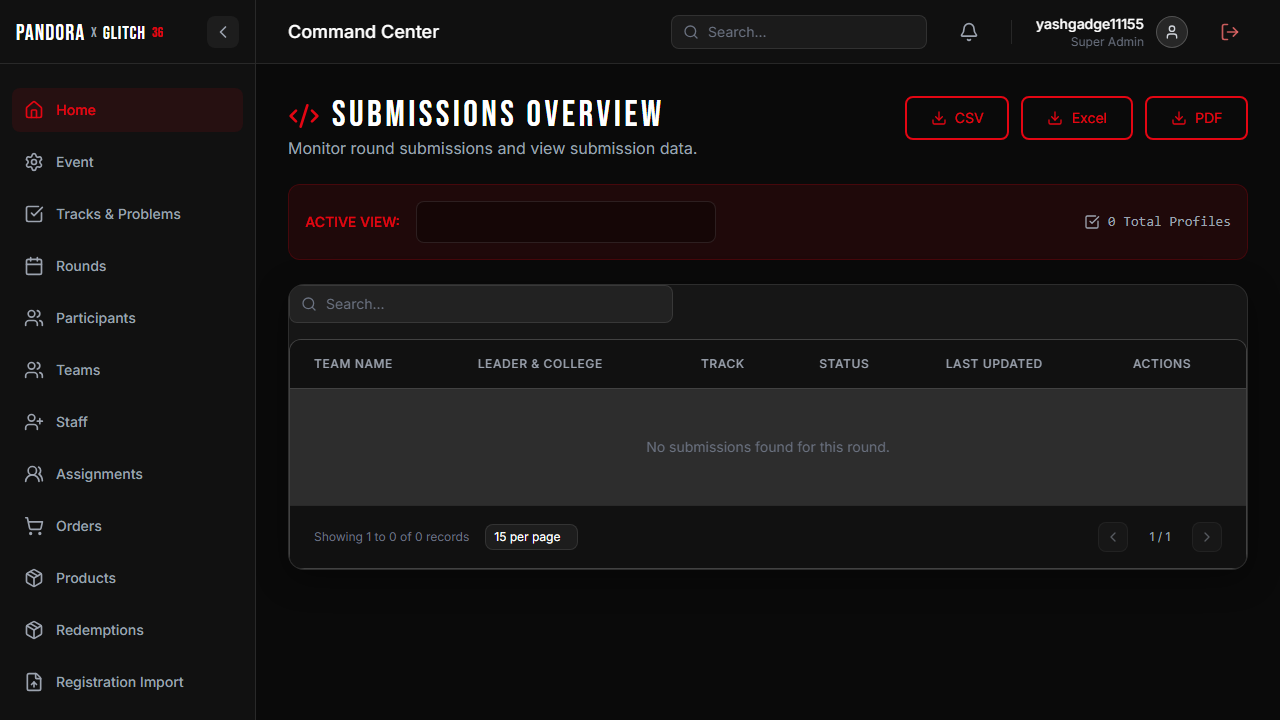 PANDORA X GLITCH 36
Command Center
Search...
yashgadge11155
Super Admin
Home
Event
Tracks & Problems
Rounds
Participants
Teams
Staff
Assignments
Orders
Products
Redemptions
Registration Import
</> SUBMISSIONS OVERVIEW
Monitor round submissions and view submission data.
CSV
Excel
PDF
ACTIVE VIEW:
0 Total Profiles
Search...
TEAM NAME LEADER & COLLEGE TRACK STATUS LAST UPDATED ACTIONS
No submissions found for this round.
Showing 1 to 0 of 0 records
15 per page
1 / 1